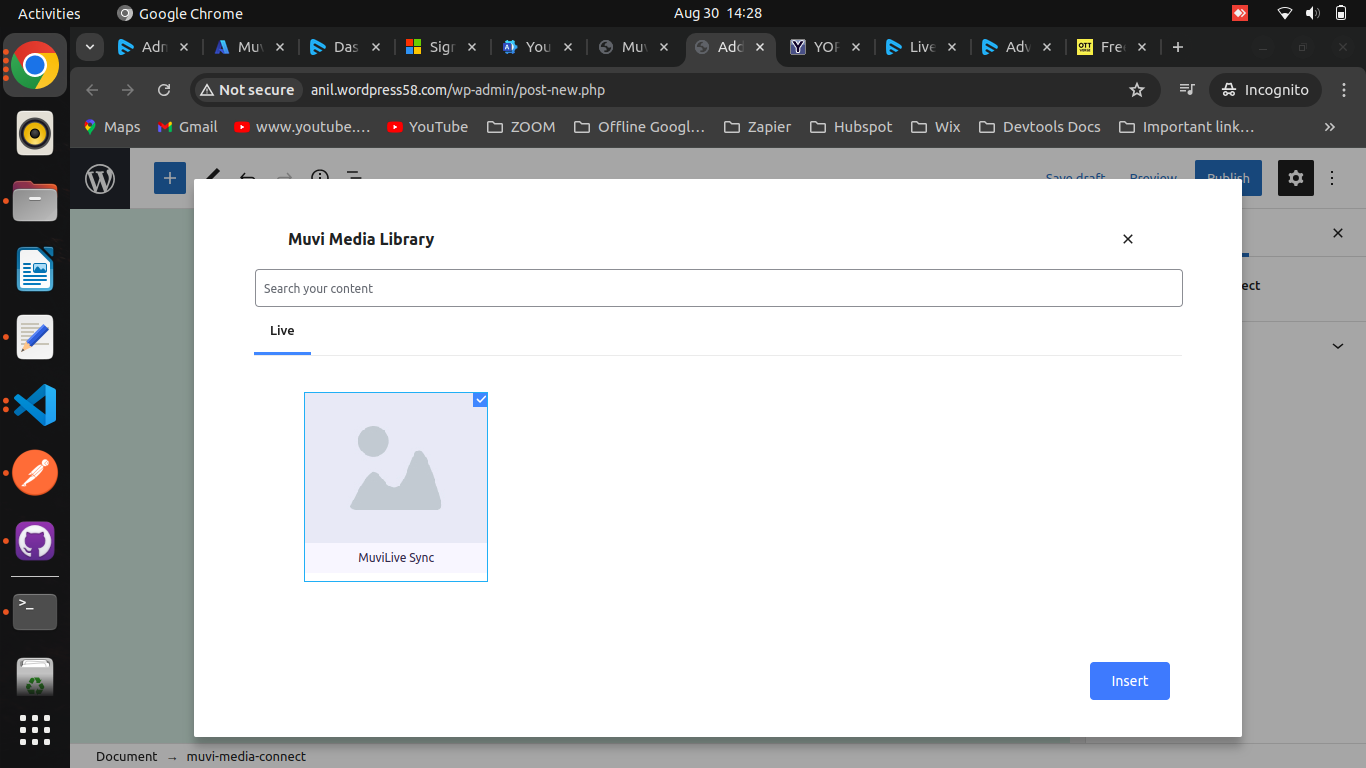 Activities
Google Chrome
Aug 30 14:28
Adn
Muv
Das
Sigr
You
Muv
Add
YOP
Live
Adv
Free
Not secure
anil.wordpress58.com/wp-admin/post-new.php
Incognito
Maps
Gmail
www.youtube....
YouTube
ZOOM
Offline Googl...
Zapier
Hubspot
Wix
Devtools Docs
Important link...
Save draft
Preview
Publish
Muvi Media Library
ect
Search your content
Live
MuviLive Sync
Insert
Document → muvi-media-connect